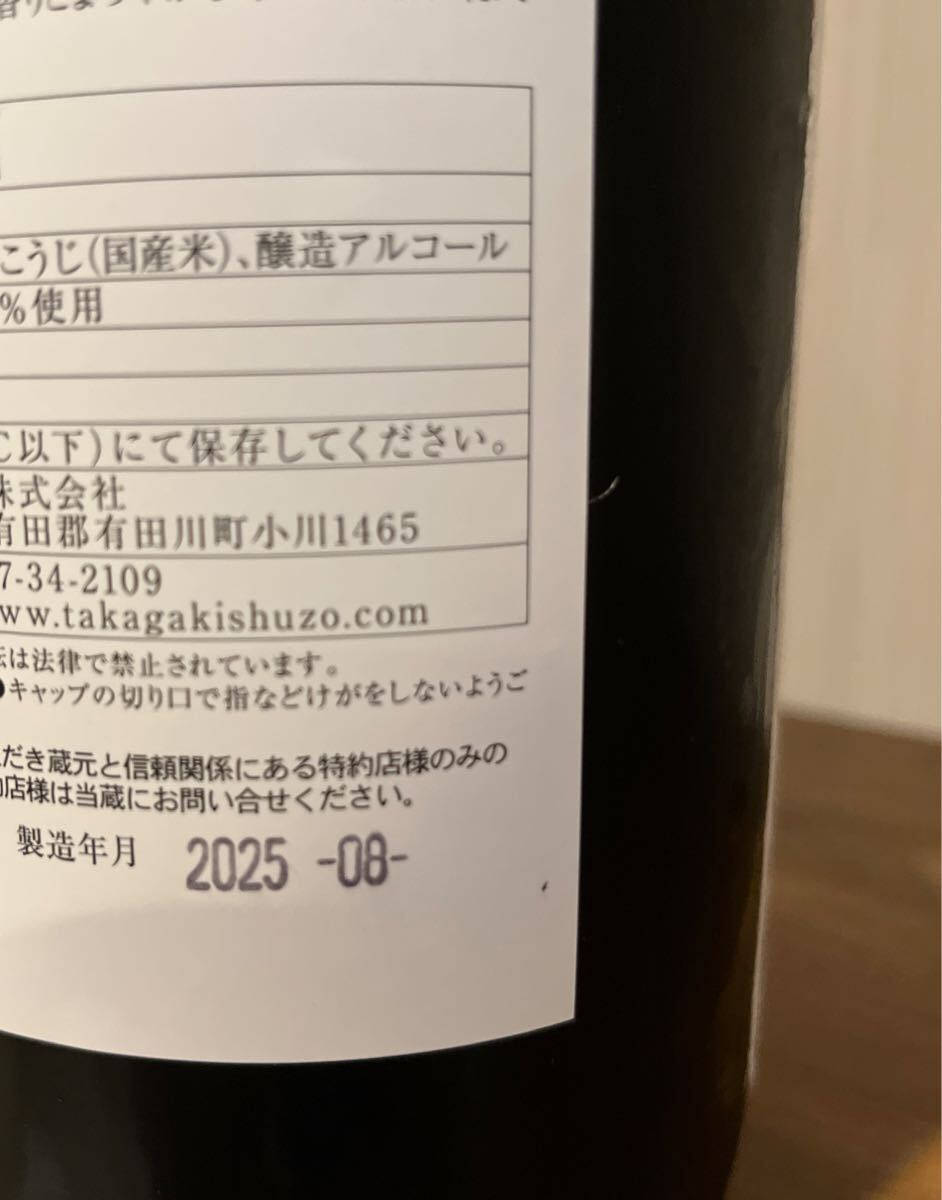 こうじ(国産米)、醸造アルコール
%使用
C以下)にて保存してください。
株式会社
有田郡有田川町小川1465
7-34-2109
ww.takagakishuzo.com
は法律で禁止されています。
●キャップの切り口で指などけがをしないようご
だき蔵元と信頼関係にある特約店様のみの
店様は当蔵にお問い合せください。
製造年月 2025 -08-